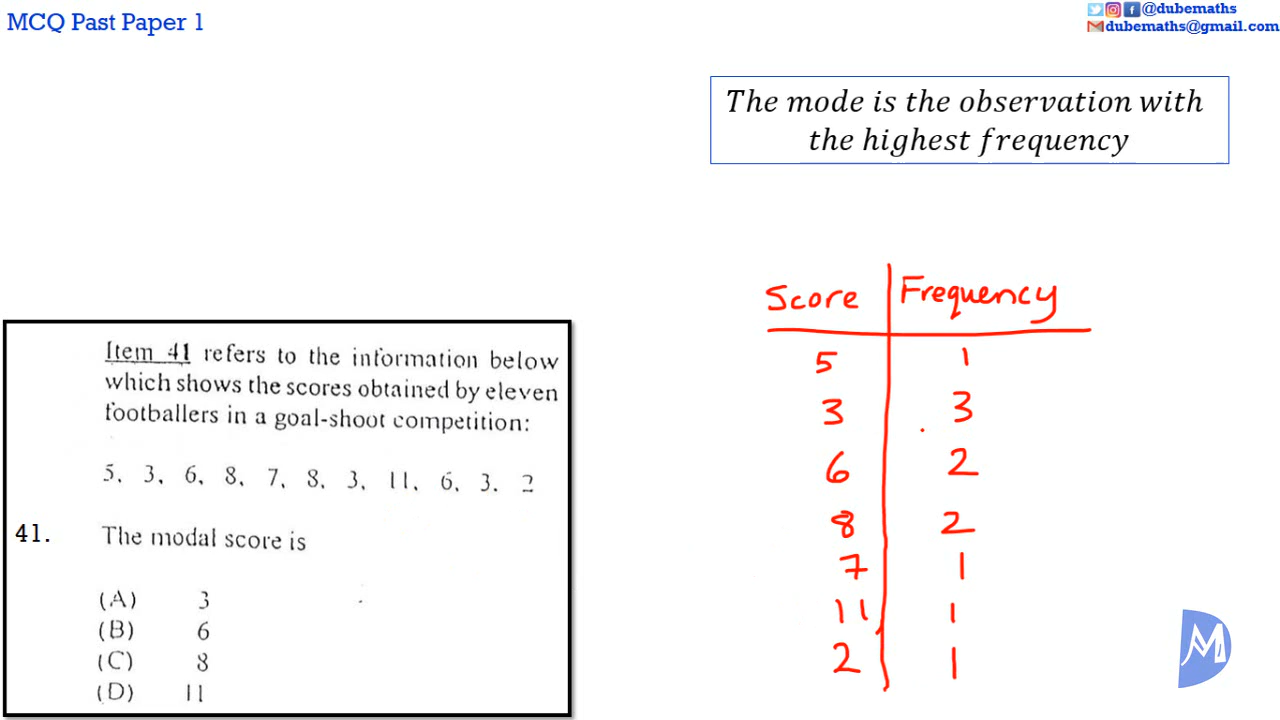 MCQ Past Paper 1
@dubemaths
dubemaths@gmail.com
The mode is the observation with
the highest frequency
Score Frequency
5 1
3 3
6 2
8 2
7 1
11 1
2 1
Item 41 refers to the information below
which shows the scores obtained by eleven
footballers in a goal-shoot competition:
5, 3, 6, 8, 7, 8, 3, 11, 6, 3, 2
41. The modal score is
(A) 3
(B) 6
(C) 8
(D) 11
M